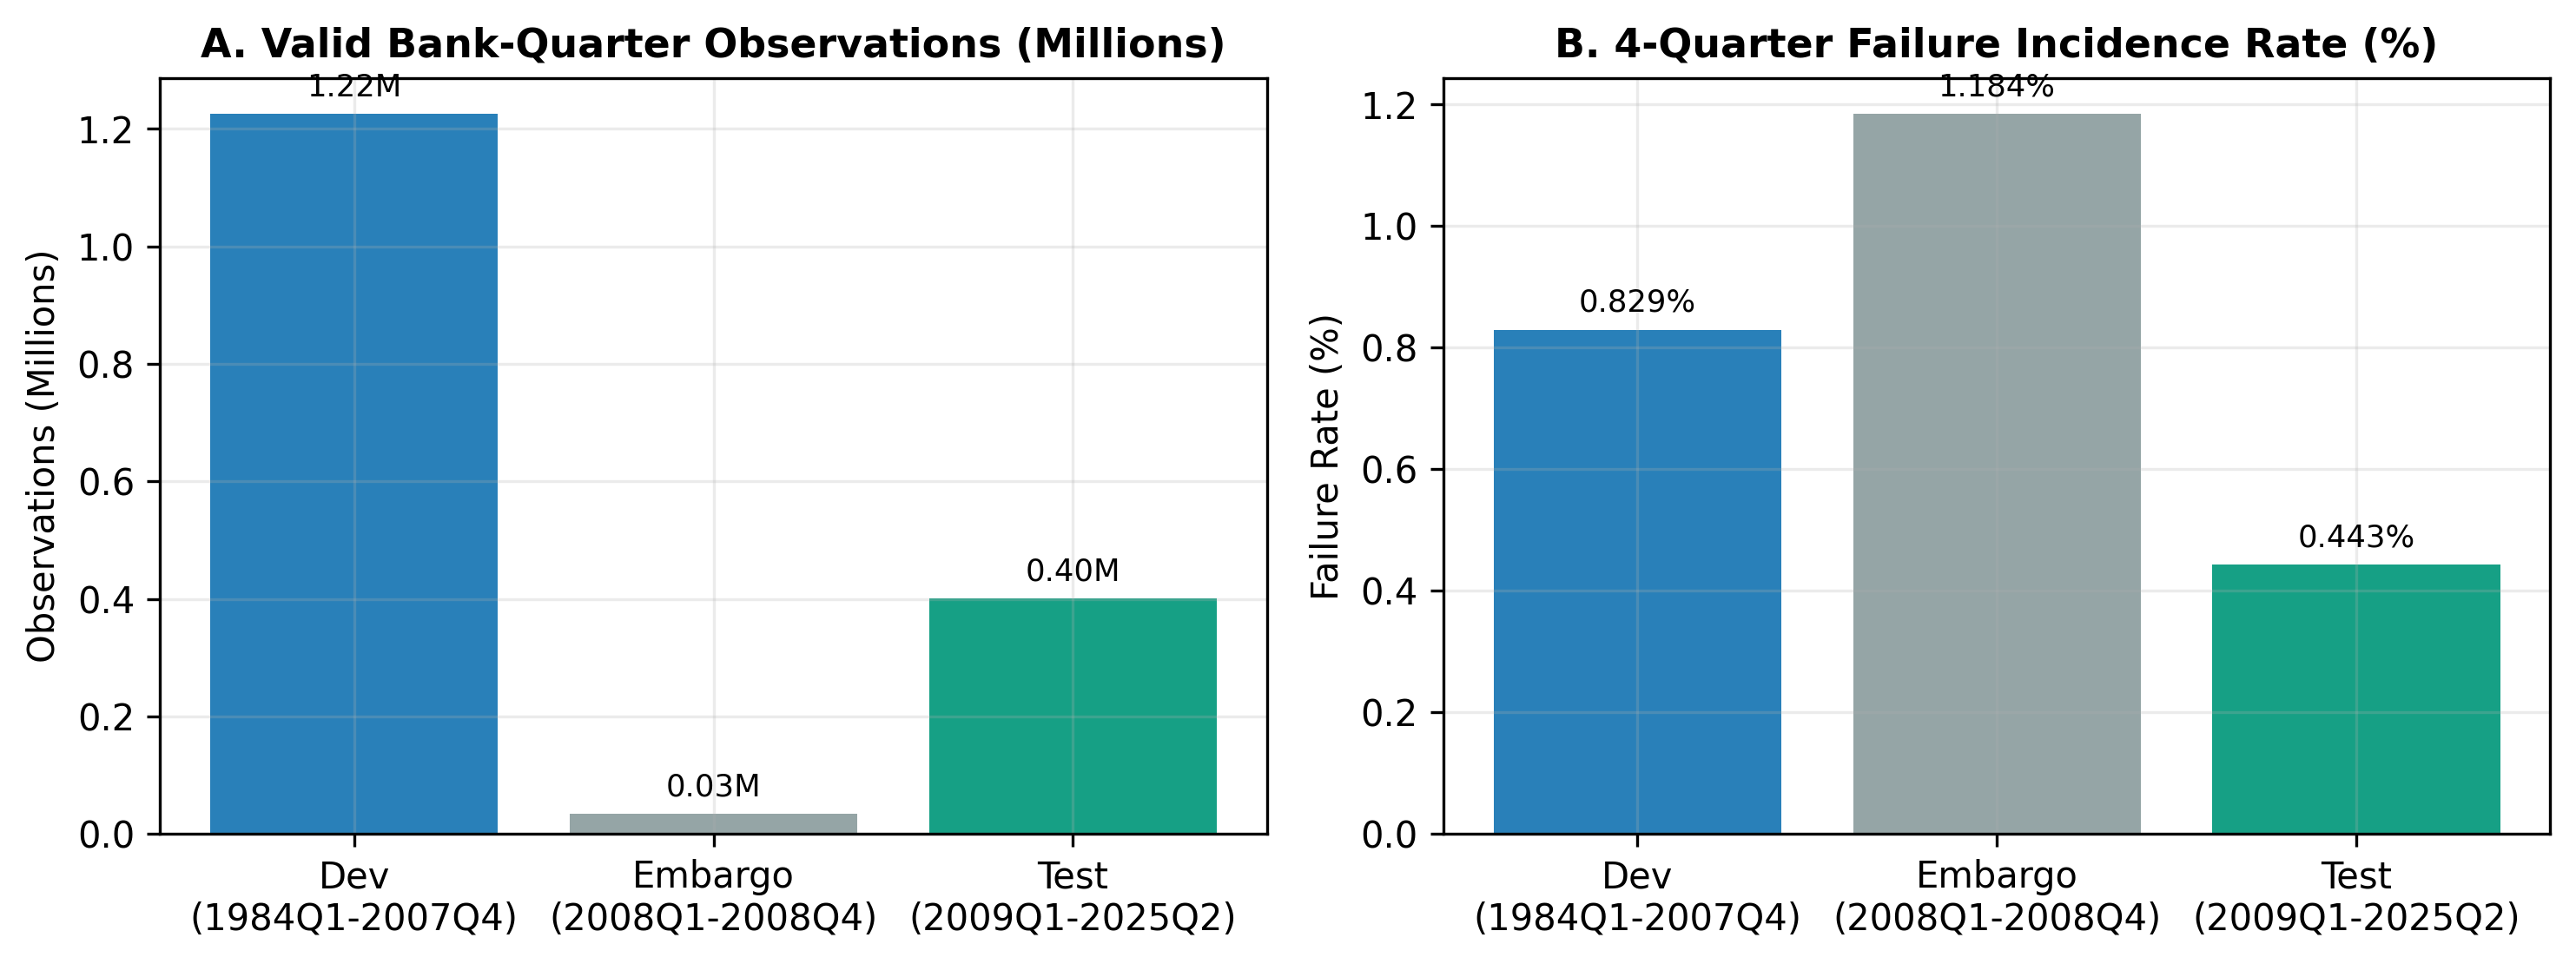 A. Valid Bank-Quarter Observations (Millions)
Observations (Millions)
1.2
1.0
0.8
0.6
0.4
0.2
0.0
1.22M
0.03M
0.40M
Dev
(1984Q1-2007Q4)
Embargo
(2008Q1-2008Q4)
Test
(2009Q1-2025Q2)
B. 4-Quarter Failure Incidence Rate (%)
Failure Rate (%)
1.2
1.0
0.8
0.6
0.4
0.2
0.0
0.829%
1.184%
0.443%
Dev
(1984Q1-2007Q4)
Embargo
(2008Q1-2008Q4)
Test
(2009Q1-2025Q2)